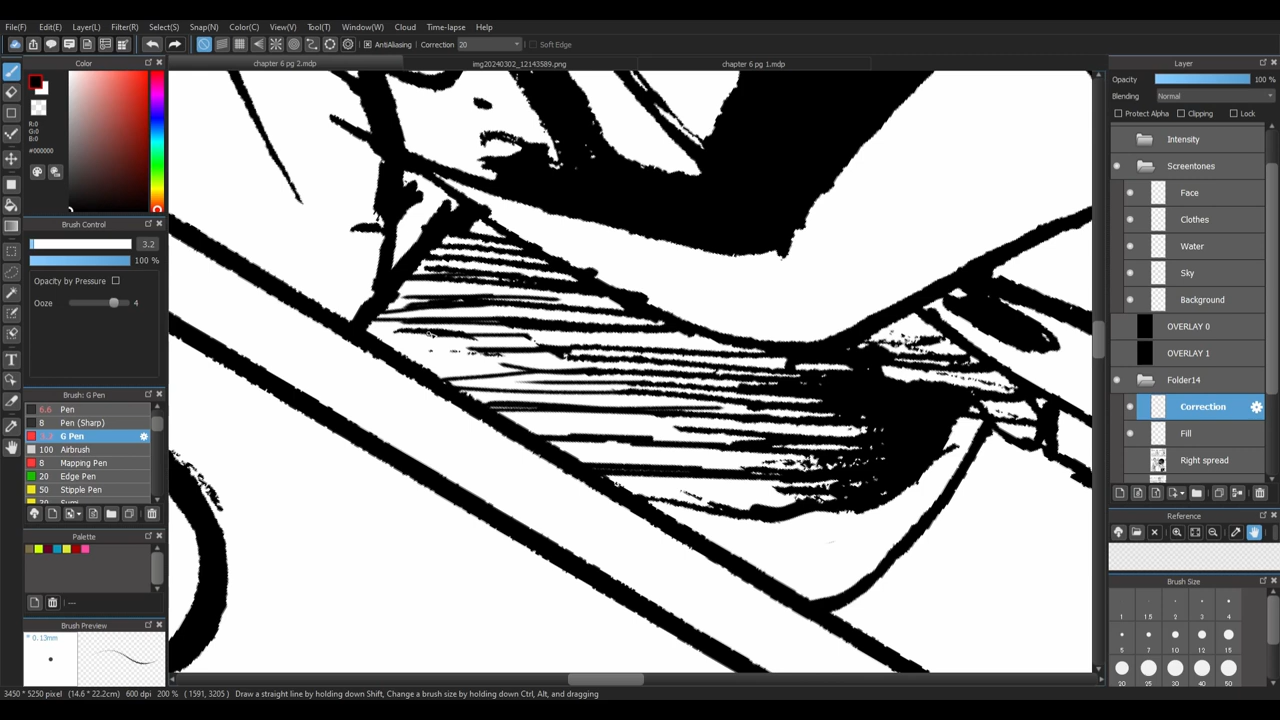 File(F) Edit(E) Layer(L) Filter(R) Select(S) Snap(N) Color(C) View(V) Tool(T) Window(W) Cloud Time-lapse Help
AntiAliasing Correction 20 Soft Edge
Color chapter 6 pg 2.mdp img20240302_12143589.png chapter 6 pg 1.mdp Layer
R:0
G:0
B:0
#000000
Brush Control
3.2
100 %
Opacity by Pressure
Ooze 4
Brush: G Pen
6.6 Pen
8 Pen (Sharp)
G Pen
100 Airbrush
8 Mapping Pen
20 Edge Pen
50 Stipple Pen
Palette
---
Brush Preview
* 0.13mm
Opacity 100 %
Blending Normal
Protect Alpha Clipping Lock
Intensity
Screentones
Face
Clothes
Water
Sky
Background
OVERLAY 0
OVERLAY 1
Folder14
Correction
Fill
Right spread
Reference
Brush Size
1 1.5 2 3 4
5 7 10 12 15
20 25 30 40 50
3450 * 5250 pixel (14.6 * 22.2cm) 600 dpi 200 % ( 1591, 3205 ) Draw a straight line by holding down Shift, Change a brush size by holding down Ctrl, Alt, and dragging